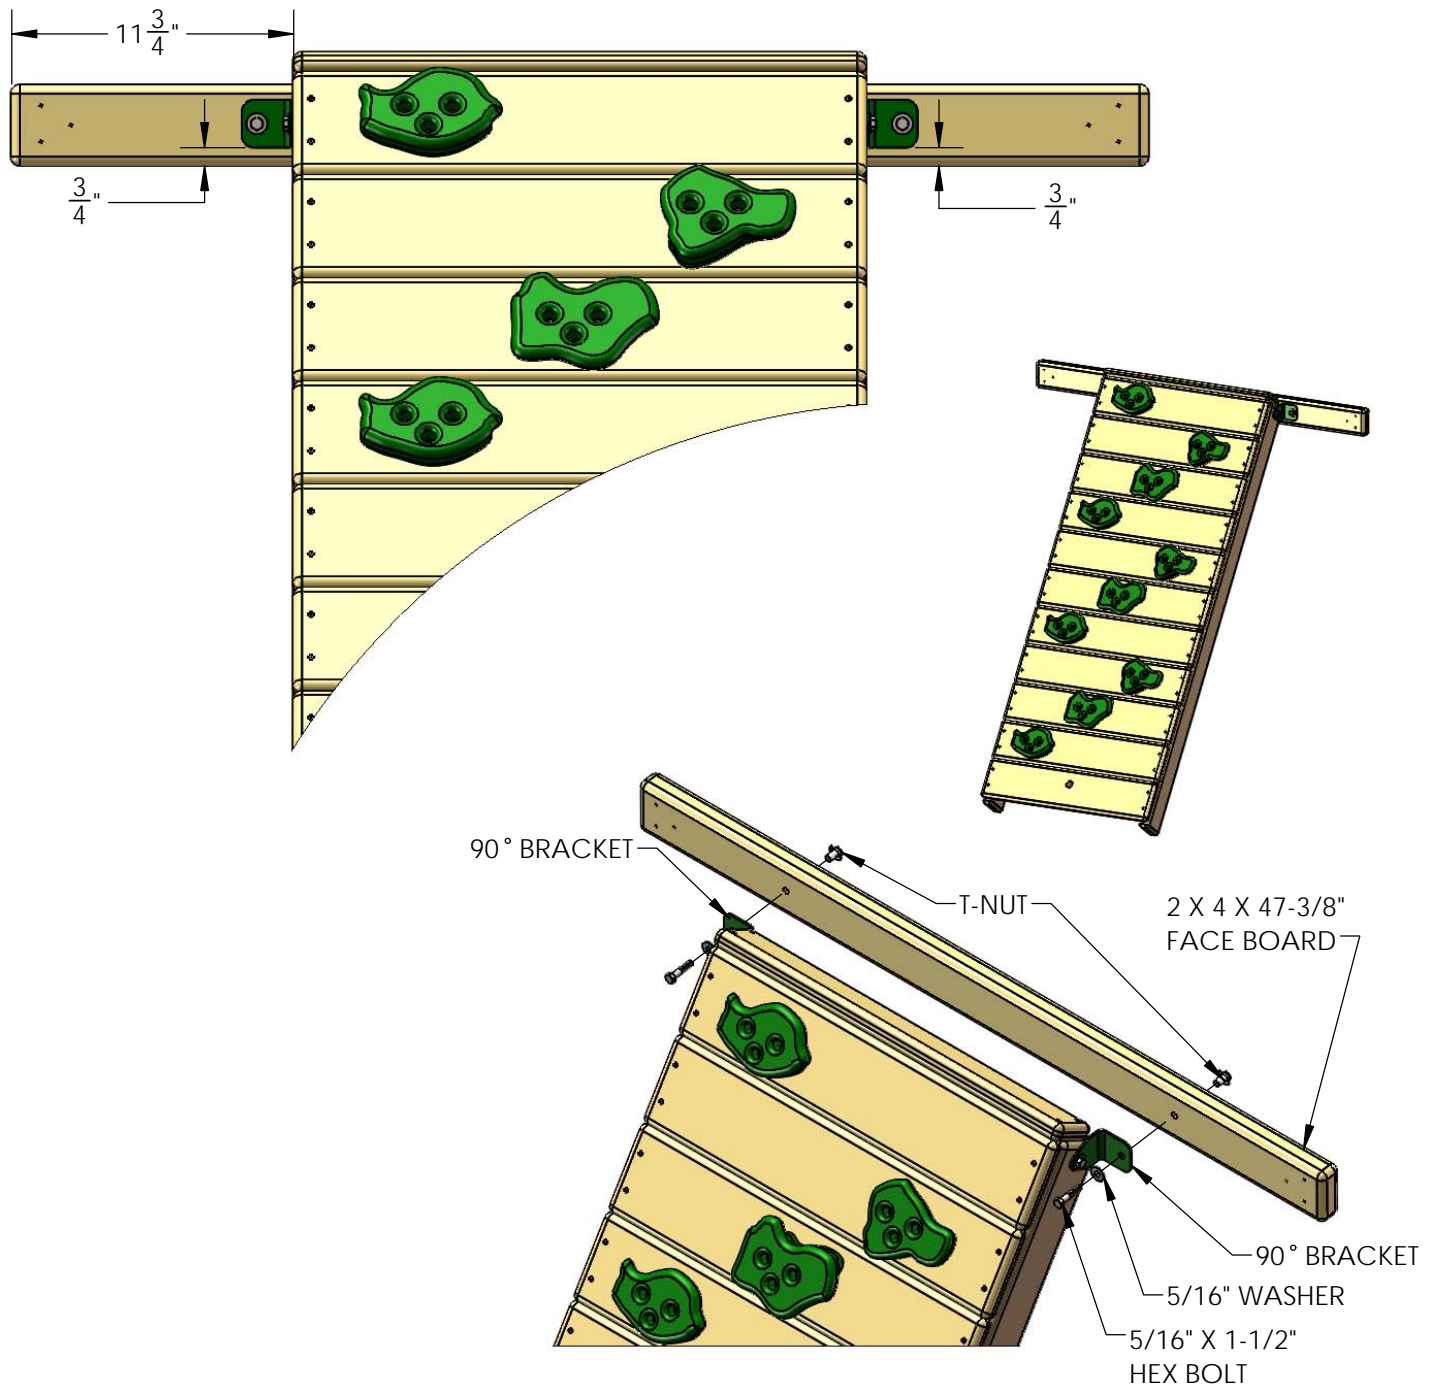 11 3/4"
3/4"
3/4"
90° BRACKET
T-NUT
2 X 4 X 47-3/8"
FACE BOARD
90° BRACKET
5/16" WASHER
5/16" X 1-1/2"
HEX BOLT